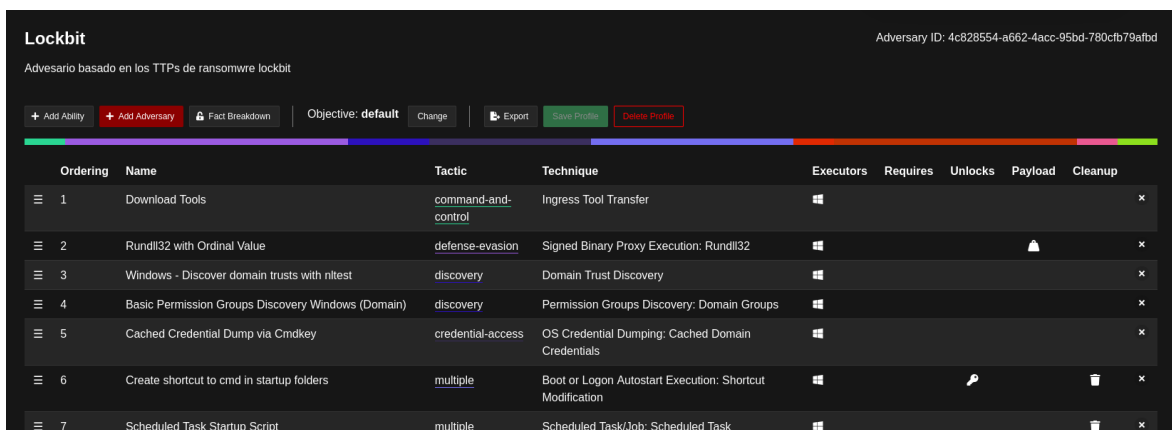 Lockbit
Adversary ID: 4c828554-a662-4acc-95bd-780cfb79afbd
Advesario basado en los TTPs de ransomwre lockbit
+ Add Ability + Add Adversary Fact Breakdown Objective: default Change Export Save Profile Delete Profile
Ordering Name Tactic Technique Executors Requires Unlocks Payload Cleanup
1 Download Tools command-and-control Ingress Tool Transfer
2 Rundll32 with Ordinal Value defense-evasion Signed Binary Proxy Execution: Rundll32
3 Windows - Discover domain trusts with nltest discovery Domain Trust Discovery
4 Basic Permission Groups Discovery Windows (Domain) discovery Permission Groups Discovery: Domain Groups
5 Cached Credential Dump via Cmdkey credential-access OS Credential Dumping: Cached Domain
Credentials
6 Create shortcut to cmd in startup folders multiple Boot or Logon Autostart Execution: Shortcut
Modification
7 Scheduled Task Startup Script multiple Scheduled Task/Job: Scheduled Task